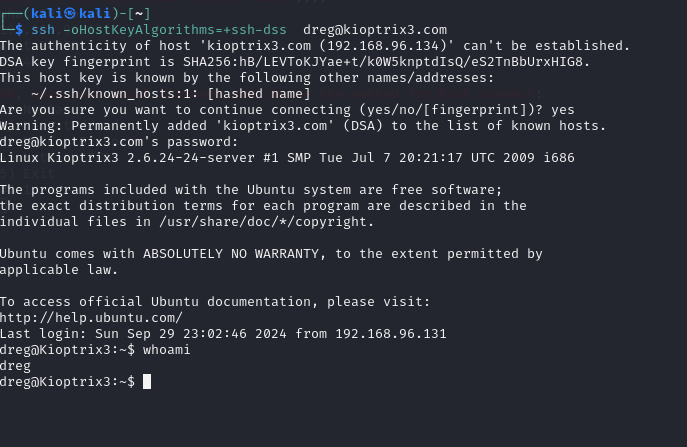 ┌──(kali㉿kali)-[~]
└─$ ssh -oHostKeyAlgorithms=+ssh-dss  dreg@kioptrix3.com
The authenticity of host 'kioptrix3.com (192.168.96.134)' can't be established.
DSA key fingerprint is SHA256:hB/LEVToKJYae+t/k0W5knptdIsQ/eS2TnBbUrxHIG8.
This host key is known by the following other names/addresses:
    ~/.ssh/known_hosts:1: [hashed name]
Are you sure you want to continue connecting (yes/no/[fingerprint])? yes
Warning: Permanently added 'kioptrix3.com' (DSA) to the list of known hosts.
dreg@kioptrix3.com's password:
Linux Kioptrix3 2.6.24-24-server #1 SMP Tue Jul 7 20:21:17 UTC 2009 i686
The programs included with the Ubuntu system are free software;
the exact distribution terms for each program are described in the
individual files in /usr/share/doc/*/copyright.
Ubuntu comes with ABSOLUTELY NO WARRANTY, to the extent permitted by
applicable law.
To access official Ubuntu documentation, please visit:
http://help.ubuntu.com/
Last login: Sun Sep 29 23:02:46 2024 from 192.168.96.131
dreg@Kioptrix3:~$ whoami
dreg
dreg@Kioptrix3:~$